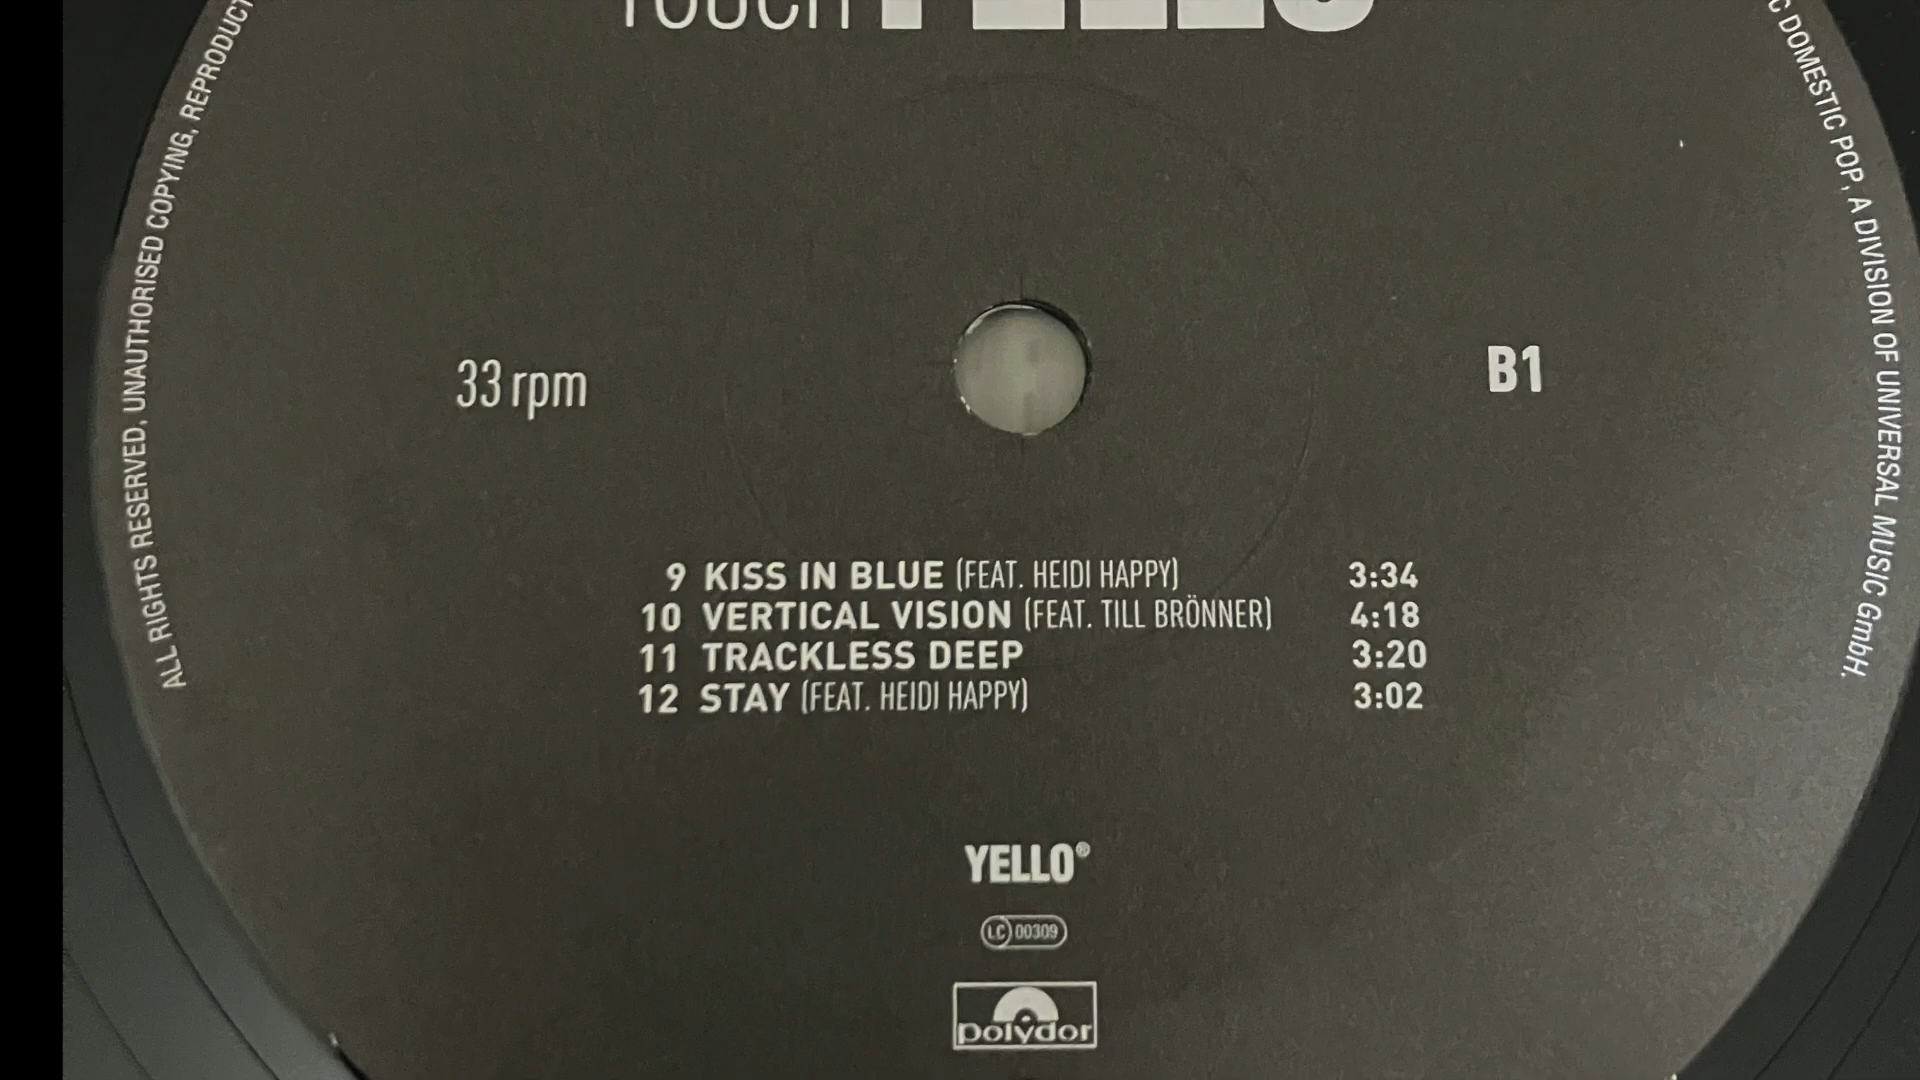 TOUCH YELLO
ALL RIGHTS RESERVED, UNAUTHORISED COPYING, REPRODUCT
C DOMESTIC POP, A DIVISION OF UNIVERSAL MUSIC GmbH.
33 rpm
B1
9 KISS IN BLUE (FEAT. HEIDI HAPPY) 3:34
10 VERTICAL VISION (FEAT. TILL BRÖNNER) 4:18
11 TRACKLESS DEEP 3:20
12 STAY (FEAT. HEIDI HAPPY) 3:02
YELLO®
LC 00309
polydor